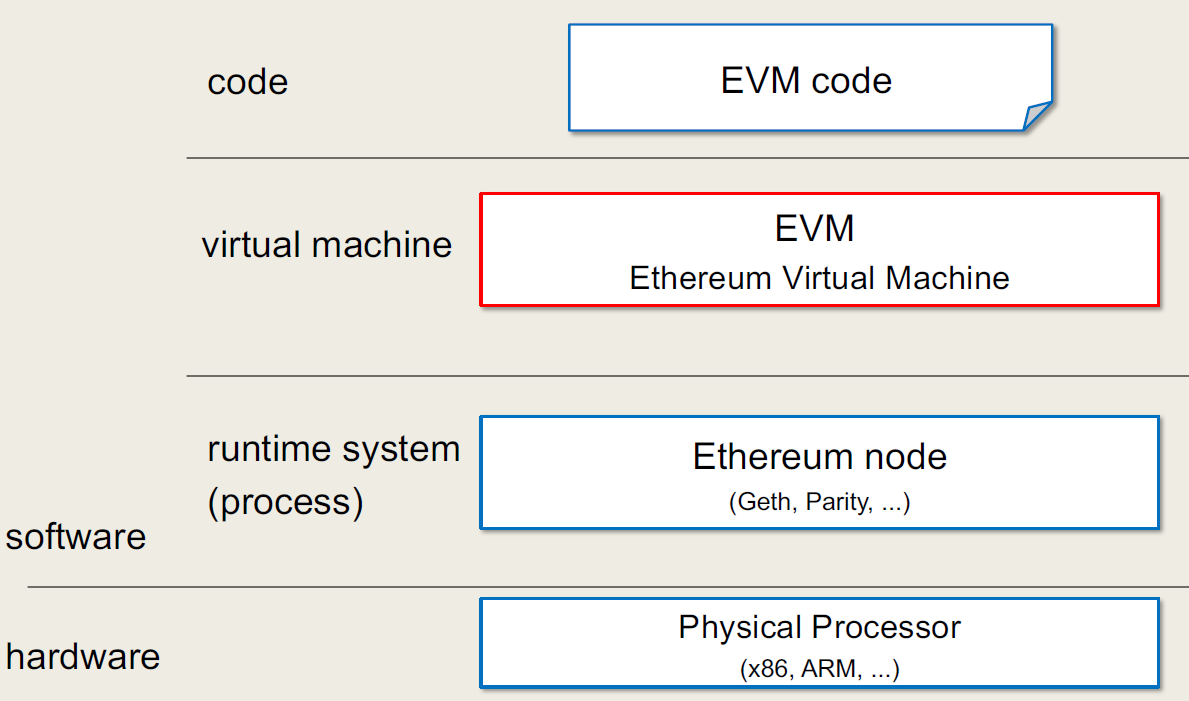 code
EVM code
virtual machine
EVM
Ethereum Virtual Machine
runtime system
(process)
Ethereum node
(Geth, Parity, ...)
software
hardware
Physical Processor
(x86, ARM, ...)